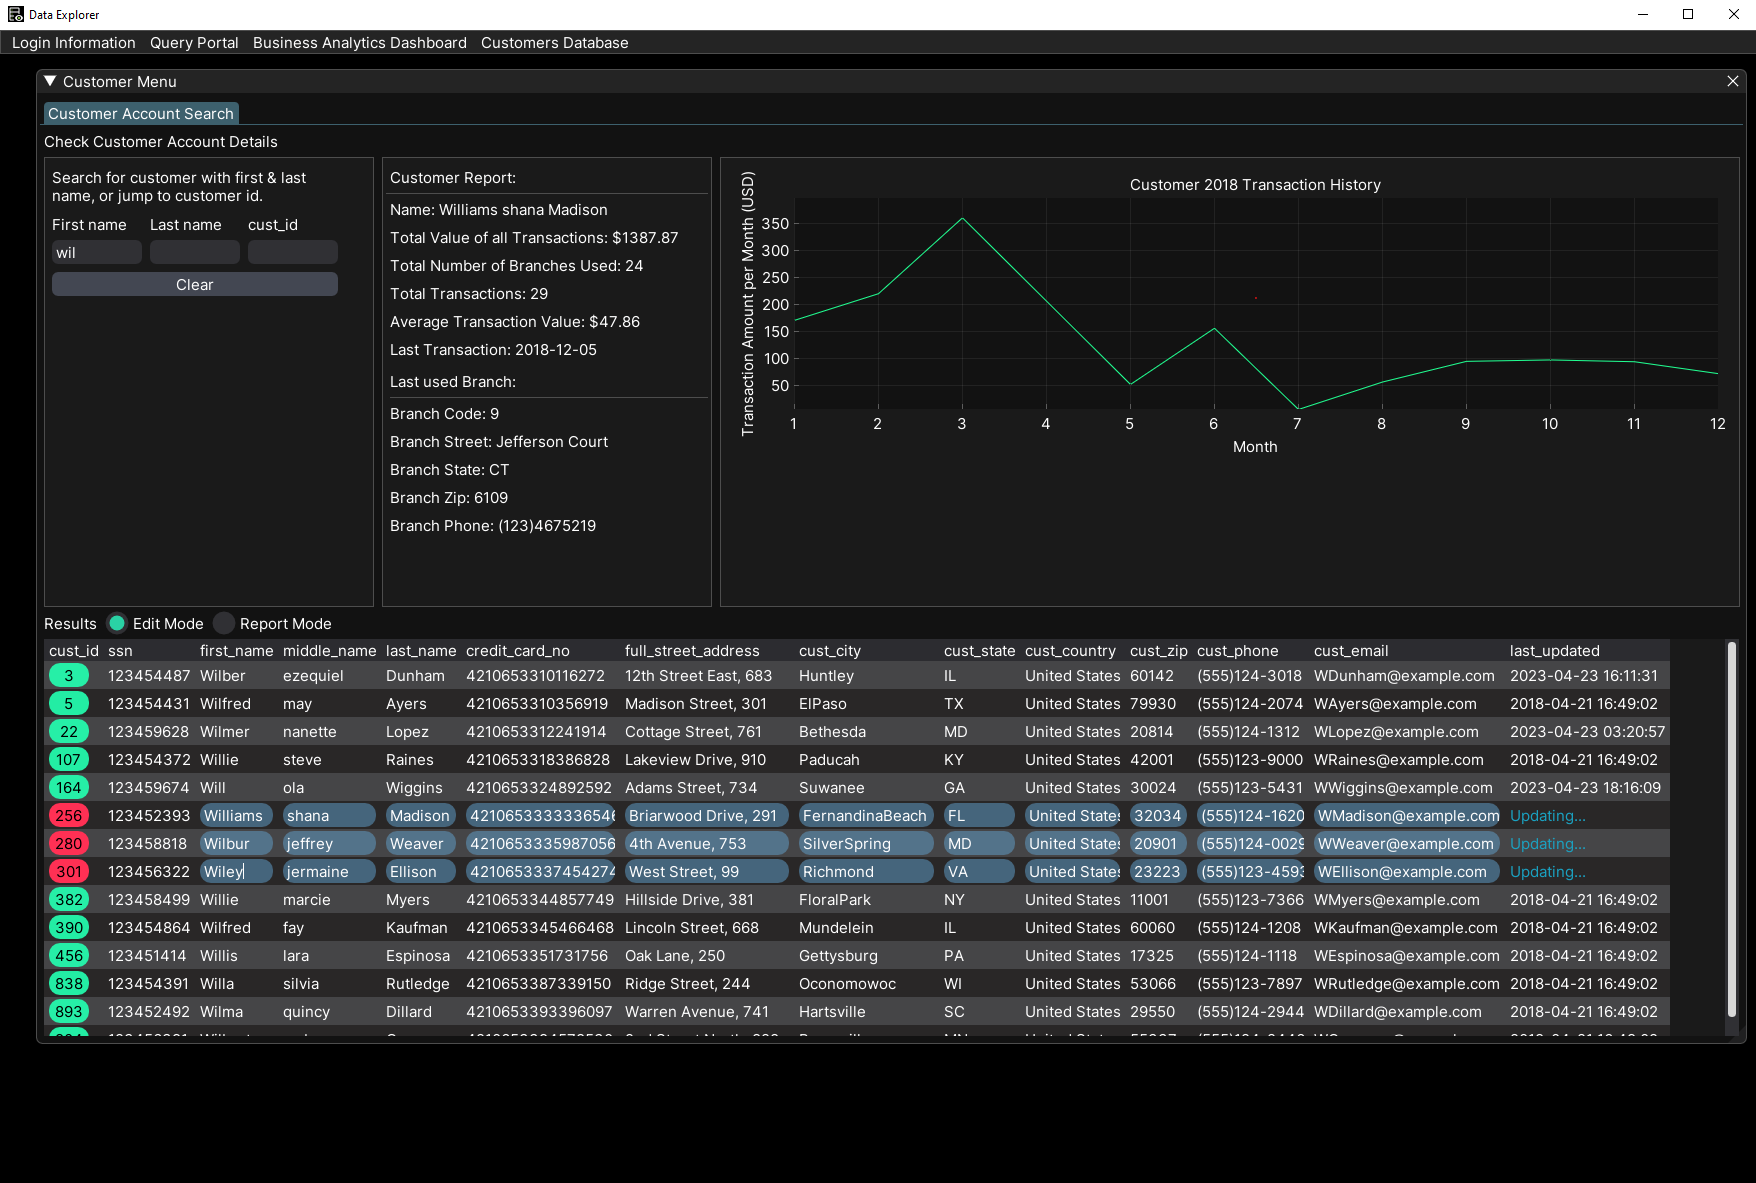 Data Explorer
Login Information Query Portal Business Analytics Dashboard Customers Database
Customer Menu
Customer Account Search
Check Customer Account Details
Search for customer with first & last
name, or jump to customer id.
First name Last name cust_id
wil
Clear
Customer Report:
Name: Williams shana Madison
Total Value of all Transactions: $1387.87
Total Number of Branches Used: 24
Total Transactions: 29
Average Transaction Value: $47.86
Last Transaction: 2018-12-05
Last used Branch:
Branch Code: 9
Branch Street: Jefferson Court
Branch State: CT
Branch Zip: 6109
Branch Phone: (123)4675219
Customer 2018 Transaction History
Transaction Amount per Month (USD)
350
300
250
200
150
100
50
1 2 3 4 5 6 7 8 9 10 11 12
Month
Results Edit Mode Report Mode
cust_id ssn first_name middle_name last_name credit_card_no full_street_address cust_city cust_state cust_country cust_zip cust_phone cust_email last_updated
3 123454487 Wilber ezequiel Dunham 4210653310116272 12th Street East, 683 Huntley IL United States 60142 (555)124-3018 WDunham@example.com 2023-04-23 16:11:31
5 123454431 Wilfred may Ayers 4210653310356919 Madison Street, 301 ElPaso TX United States 79930 (555)124-2074 WAyers@example.com 2018-04-21 16:49:02
22 123459628 Wilmer nanette Lopez 4210653312241914 Cottage Street, 761 Bethesda MD United States 20814 (555)124-1312 WLopez@example.com 2023-04-23 03:20:57
107 123454372 Willie steve Raines 4210653318386828 Lakeview Drive, 910 Paducah KY United States 42001 (555)123-9000 WRaines@example.com 2018-04-21 16:49:02
164 123459674 Will ola Wiggins 4210653324892592 Adams Street, 734 Suwanee GA United States 30024 (555)123-5431 WWiggins@example.com 2023-04-23 18:16:09
256 123452393 Williams shana Madison 4210653333336546 Briarwood Drive, 291 FernandinaBeach FL United States 32034 (555)124-1620 WMadison@example.com Updating...
280 123458818 Wilbur jeffrey Weaver 4210653335987056 4th Avenue, 753 SilverSpring MD United States 20901 (555)124-0029 WWeaver@example.com Updating...
301 123456322 Wiley jermaine Ellison 4210653337454274 West Street, 99 Richmond VA United States 23223 (555)123-4593 WEllison@example.com Updating...
382 123458499 Willie marcie Myers 4210653344857749 Hillside Drive, 381 FloralPark NY United States 11001 (555)123-7366 WMyers@example.com 2018-04-21 16:49:02
390 123454864 Wilfred fay Kaufman 4210653345466468 Lincoln Street, 668 Mundelein IL United States 60060 (555)124-1208 WKaufman@example.com 2018-04-21 16:49:02
456 123451414 Willis lara Espinosa 4210653351731756 Oak Lane, 250 Gettysburg PA United States 17325 (555)124-1118 WEspinosa@example.com 2018-04-21 16:49:02
838 123454391 Willa silvia Rutledge 4210653387339150 Ridge Street, 244 Oconomowoc WI United States 53066 (555)123-7897 WRutledge@example.com 2018-04-21 16:49:02
893 123452492 Wilma quincy Dillard 4210653393396097 Warren Avenue, 741 Hartsville SC United States 29550 (555)124-2944 WDillard@example.com 2018-04-21 16:49:02